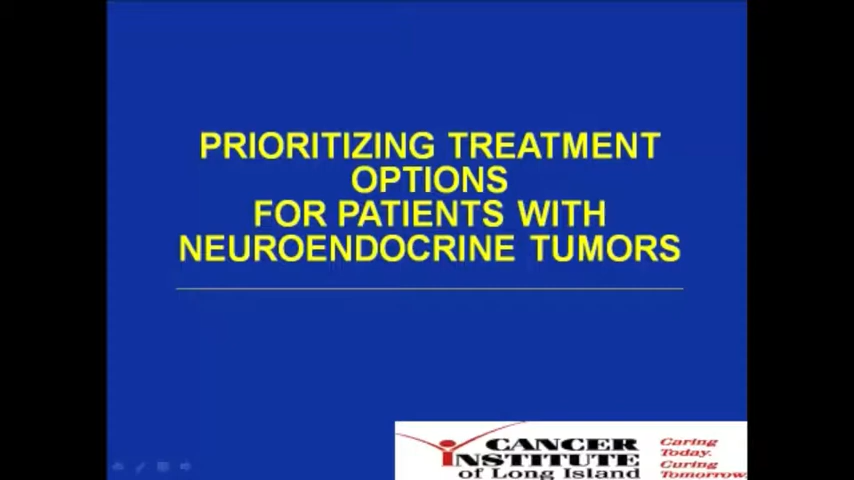 PRIORITIZING TREATMENT
OPTIONS
FOR PATIENTS WITH
NEUROENDOCRINE TUMORS
CANCER
INSTITUTE
of Long Island
Caring
Today.
Curing
Tomorrow.